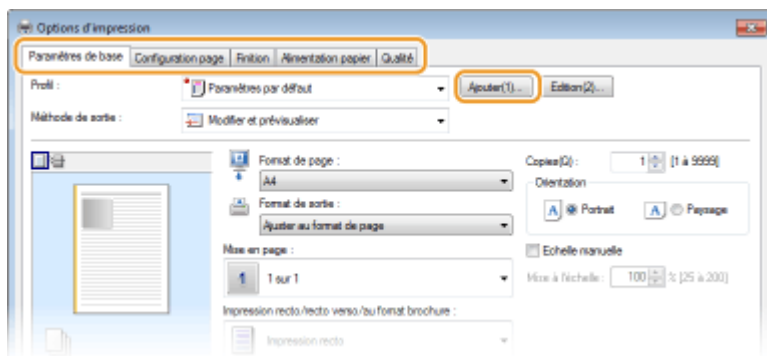 Options d'impression
Paramètres de base Configuration page Finition Alimentation papier Qualité
Profil : Paramètres par défaut Ajouter(1)... Edition(2)...
Méthode de sortie : Modifier et prévisualiser
Format de page : Copies(Q) : 1 [1 à 9999]
A4 Orientation
Format de sortie : A Portrait A Paysage
Ajuster au format de page
Mise en page : Echelle manuelle
1 1 sur 1 Mise à l'échelle : 100 % [25 à 200]
Impression recto/recto verso/au format brochure :
Impression recto